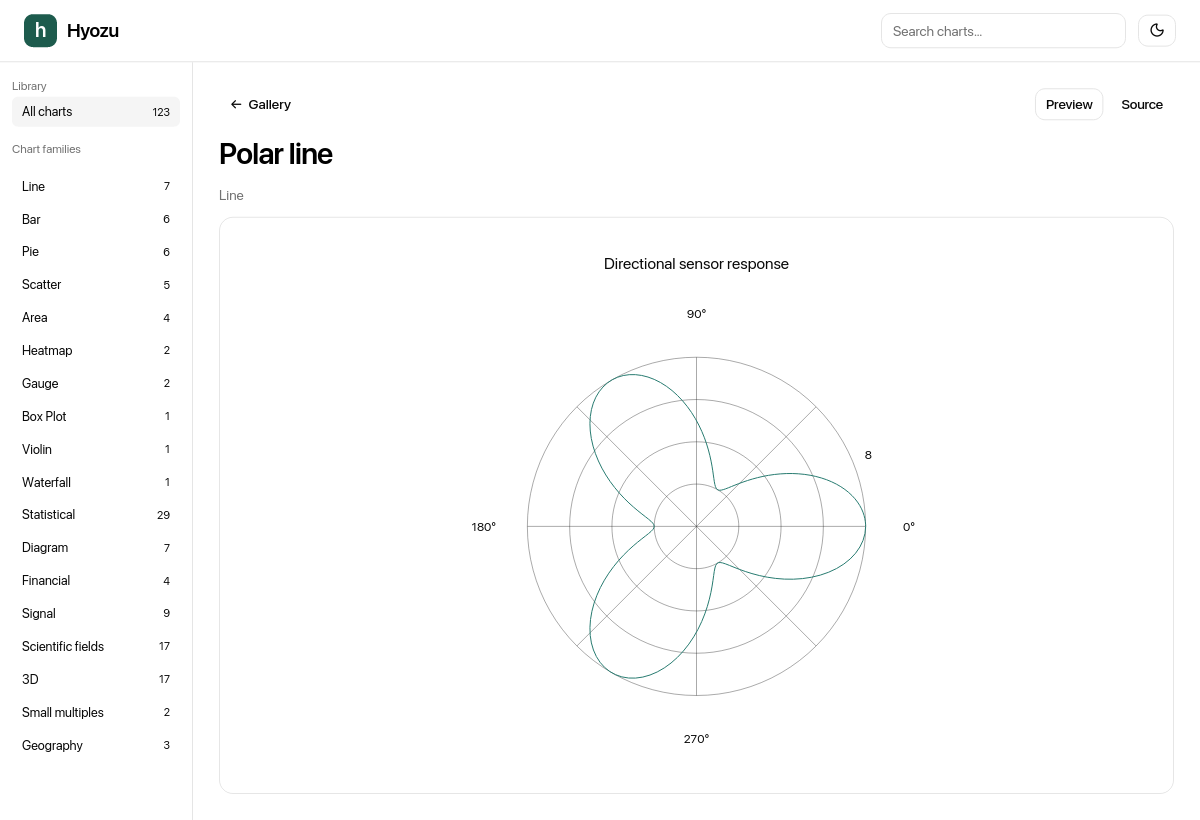 h Hyozu
Search charts...
Library
All charts 123
Chart families
Line 7
Bar 6
Pie 6
Scatter 5
Area 4
Heatmap 2
Gauge 2
Box Plot 1
Violin 1
Waterfall 1
Statistical 29
Diagram 7
Financial 4
Signal 9
Scientific fields 17
3D 17
Small multiples 2
Geography 3
← Gallery
Preview
Source
Polar line
Line
Directional sensor response
90°
8
180°
0°
270°